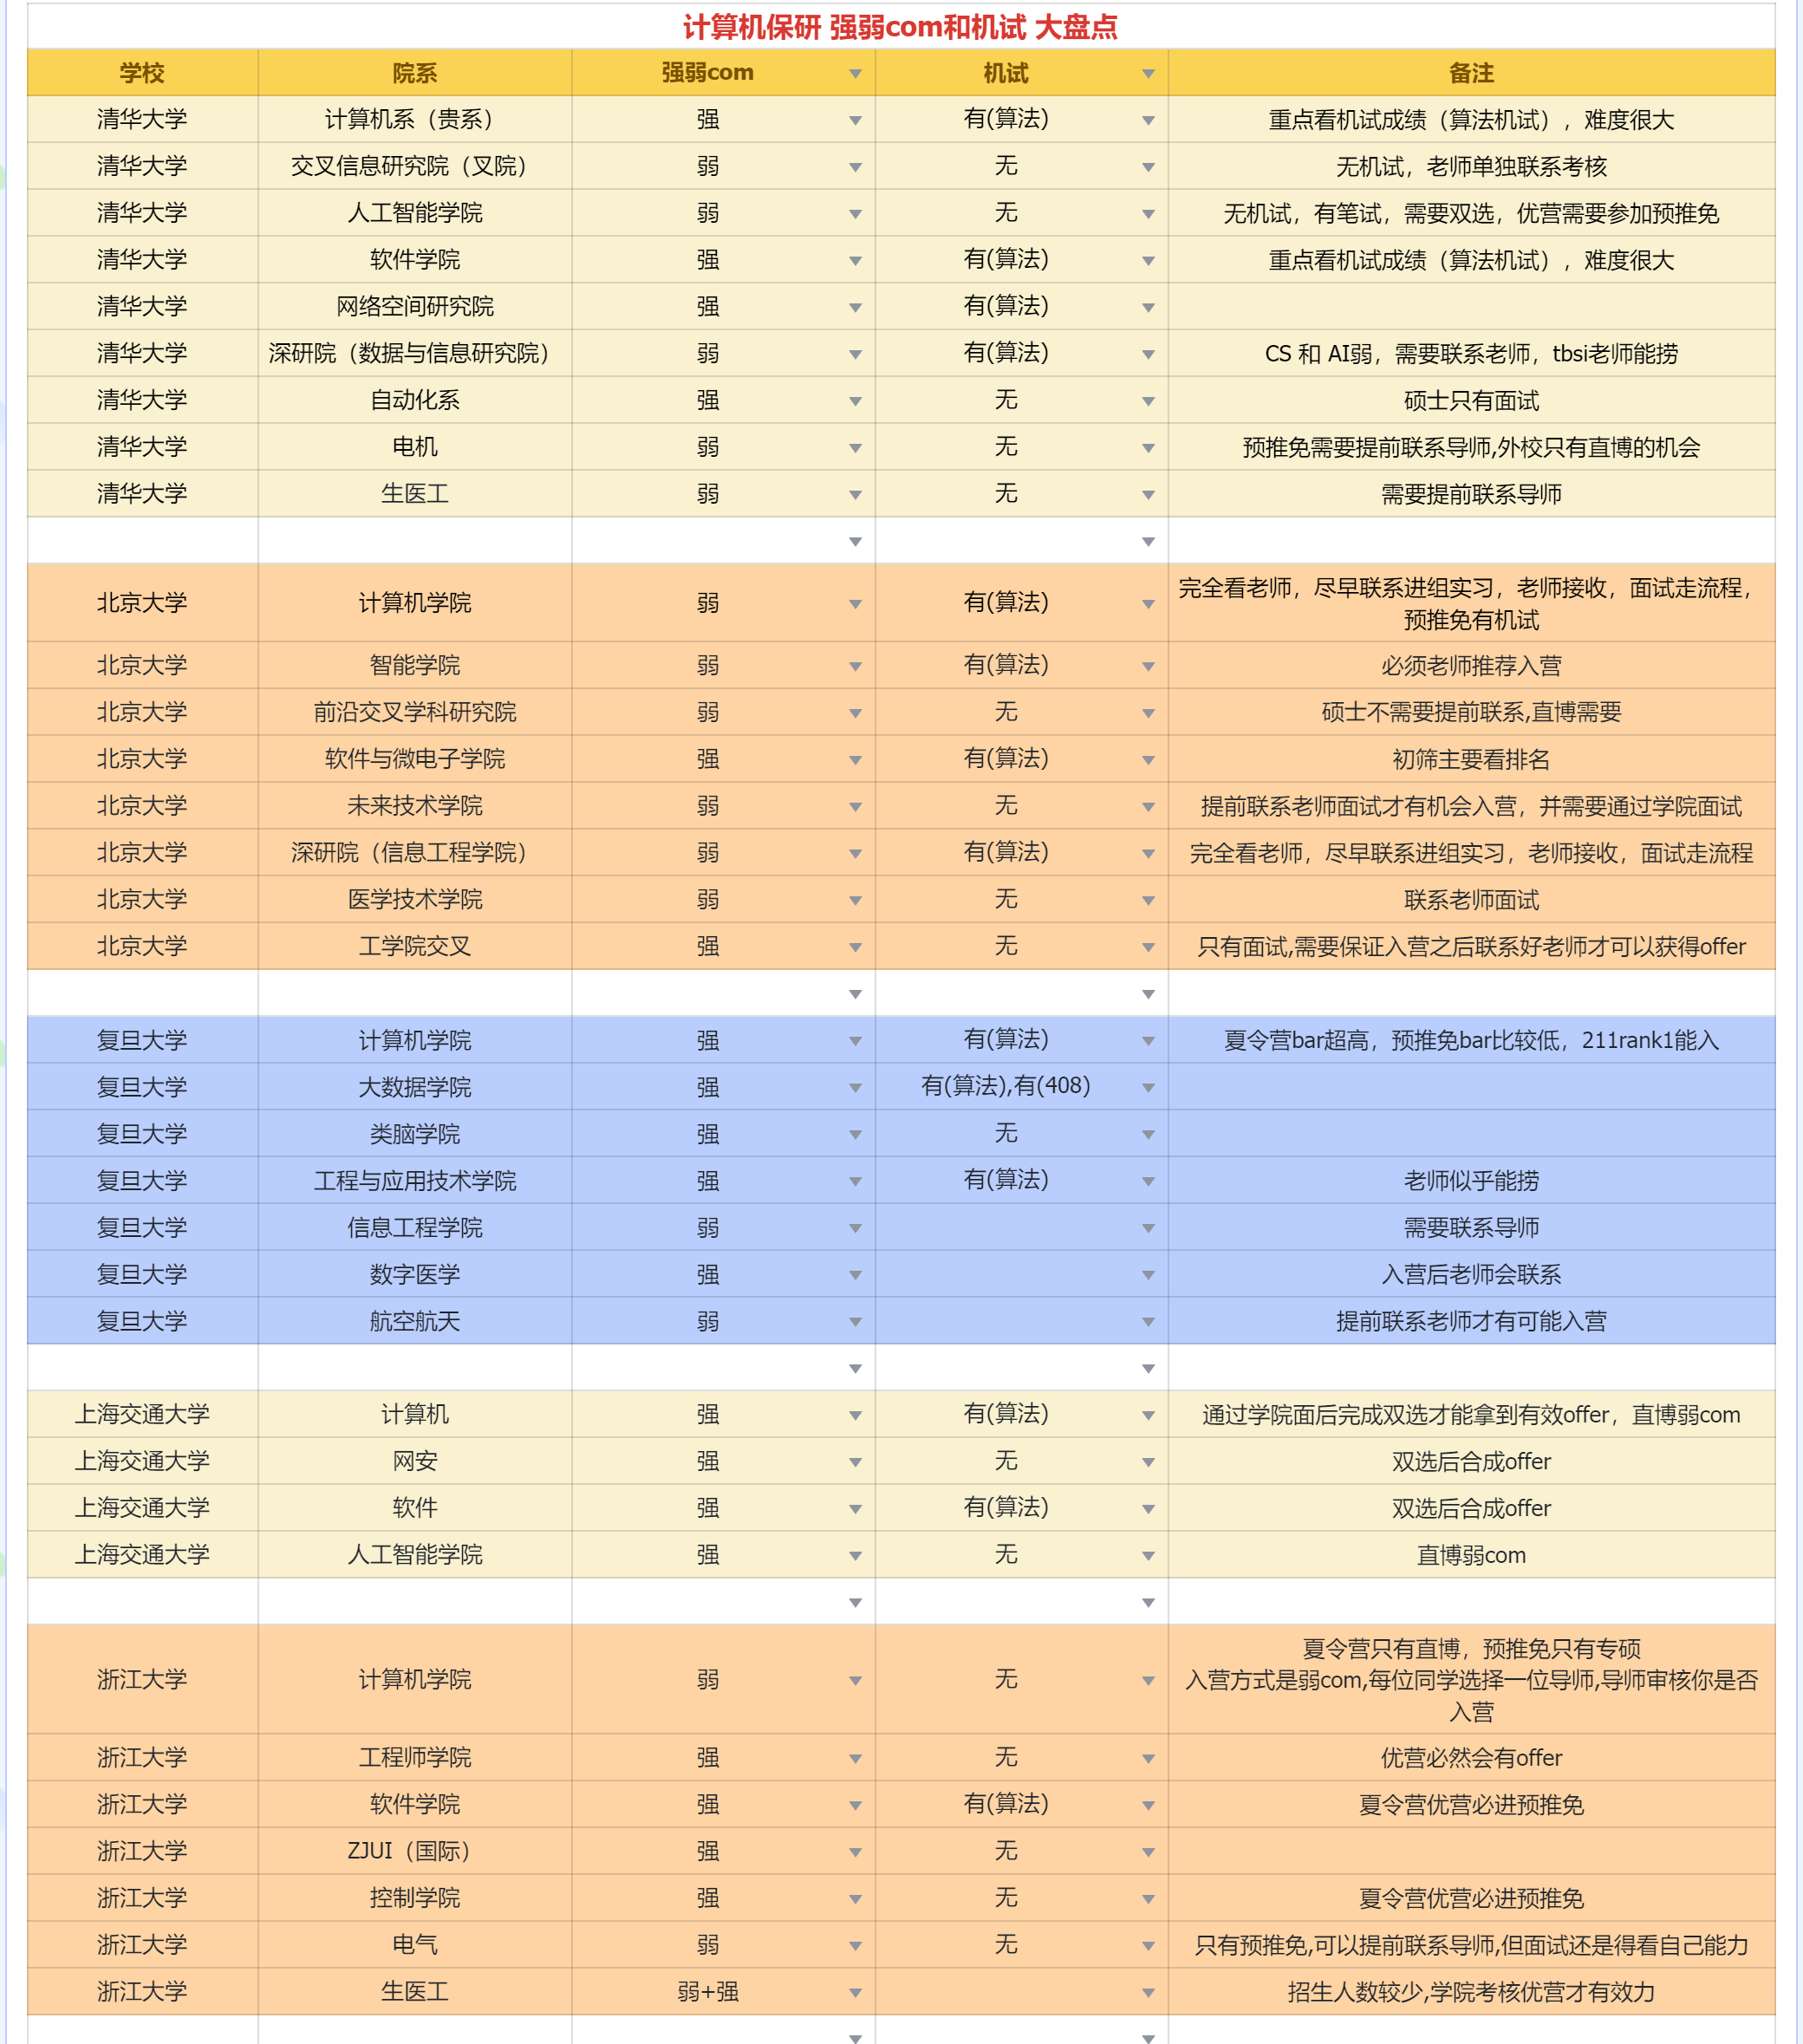 计算机保研 强弱com和机试 大盘点
学校 院系 强弱com 机试 备注
清华大学 计算机系（贵系） 强 有(算法) 重点看机试成绩（算法机试），难度很大
清华大学 交叉信息研究院（叉院） 弱 无 无机试，老师单独联系考核
清华大学 人工智能学院 弱 无 无机试，有笔试，需要双选，优营需要参加预推免
清华大学 软件学院 强 有(算法) 重点看机试成绩（算法机试），难度很大
清华大学 网络空间研究院 强 有(算法)
清华大学 深研院（数据与信息研究院） 弱 有(算法) CS 和 AI弱，需要联系老师，tbsi老师能捞
清华大学 自动化系 强 无 硕士只有面试
清华大学 电机 弱 无 预推免需要提前联系导师,外校只有直博的机会
清华大学 生医工 弱 无 需要提前联系导师
北京大学 计算机学院 弱 有(算法) 完全看老师，尽早联系进组实习，老师接收，面试走流程，
预推免有机试
北京大学 智能学院 弱 有(算法) 必须老师推荐入营
北京大学 前沿交叉学科研究院 弱 无 硕士不需要提前联系,直博需要
北京大学 软件与微电子学院 强 有(算法) 初筛主要看排名
北京大学 未来技术学院 弱 无 提前联系老师面试才有机会入营，并需要通过学院面试
北京大学 深研院（信息工程学院） 弱 有(算法) 完全看老师，尽早联系进组实习，老师接收，面试走流程
北京大学 医学技术学院 弱 无 联系老师面试
北京大学 工学院交叉 强 无 只有面试,需要保证入营之后联系好老师才可以获得offer
复旦大学 计算机学院 强 有(算法) 夏令营bar超高，预推免bar比较低，211rank1能入
复旦大学 大数据学院 强 有(算法),有(408)
复旦大学 类脑学院 强 无
复旦大学 工程与应用技术学院 强 有(算法) 老师似乎能捞
复旦大学 信息工程学院 弱 需要联系导师
复旦大学 数字医学 强 入营后老师会联系
复旦大学 航空航天 弱 提前联系老师才有可能入营
上海交通大学 计算机 强 有(算法) 通过学院面后完成双选才能拿到有效offer，直博弱com
上海交通大学 网安 强 无 双选后合成offer
上海交通大学 软件 强 有(算法) 双选后合成offer
上海交通大学 人工智能学院 强 无 直博弱com
浙江大学 计算机学院 弱 无 夏令营只有直博，预推免只有专硕
入营方式是弱com,每位同学选择一位导师,导师审核你是否
入营
浙江大学 工程师学院 强 无 优营必然会有offer
浙江大学 软件学院 强 有(算法) 夏令营优营必进预推免
浙江大学 ZJUI（国际） 强 无
浙江大学 控制学院 强 无 夏令营优营必进预推免
浙江大学 电气 弱 无 只有预推免,可以提前联系导师,但面试还是得看自己能力
浙江大学 生医工 弱+强 招生人数较少,学院考核优营才有效力